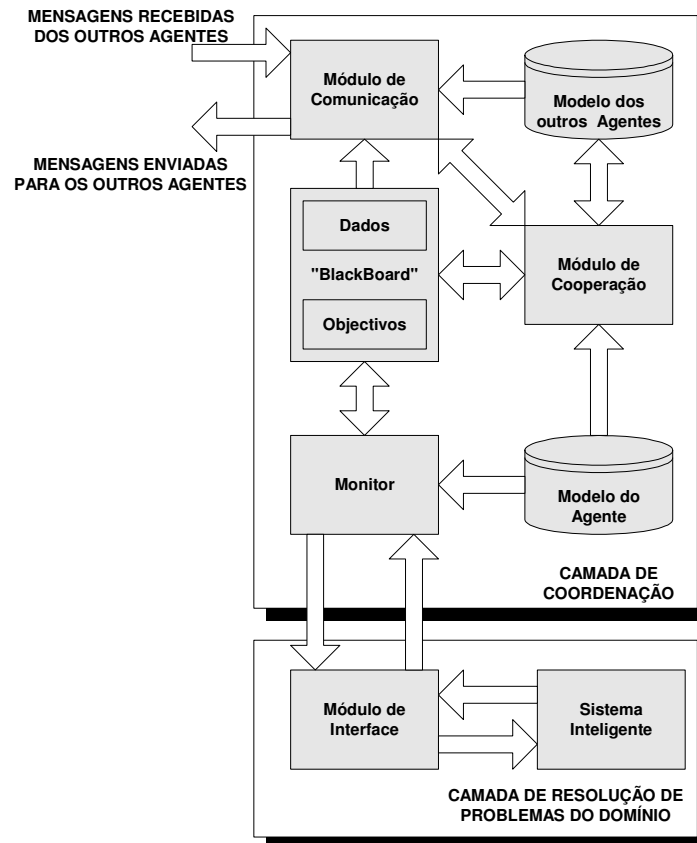 MENSAGENS RECEBIDAS
DOS OUTROS AGENTES
Módulo de
Comunicação
Modelo dos
outros Agentes
MENSAGENS ENVIADAS
PARA OS OUTROS AGENTES
Dados
"BlackBoard"
Objectivos
Módulo de
Cooperação
Monitor
Modelo do
Agente
CAMADA DE
COORDENAÇÃO
Módulo de
Interface
Sistema
Inteligente
CAMADA DE RESOLUÇÃO DE
PROBLEMAS DO DOMÍNIO